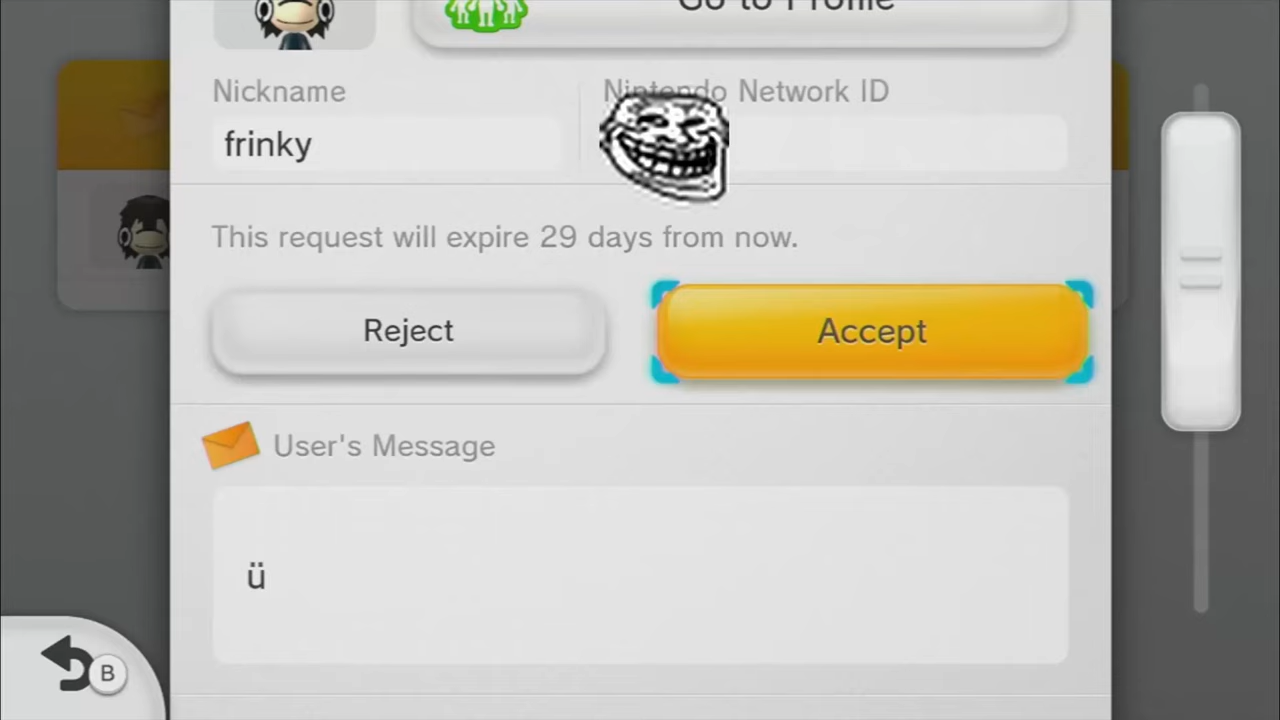 Go to Profile
Nickname
Nintendo Network ID
frinky
This request will expire 29 days from now.
Reject
Accept
User's Message
ü
B